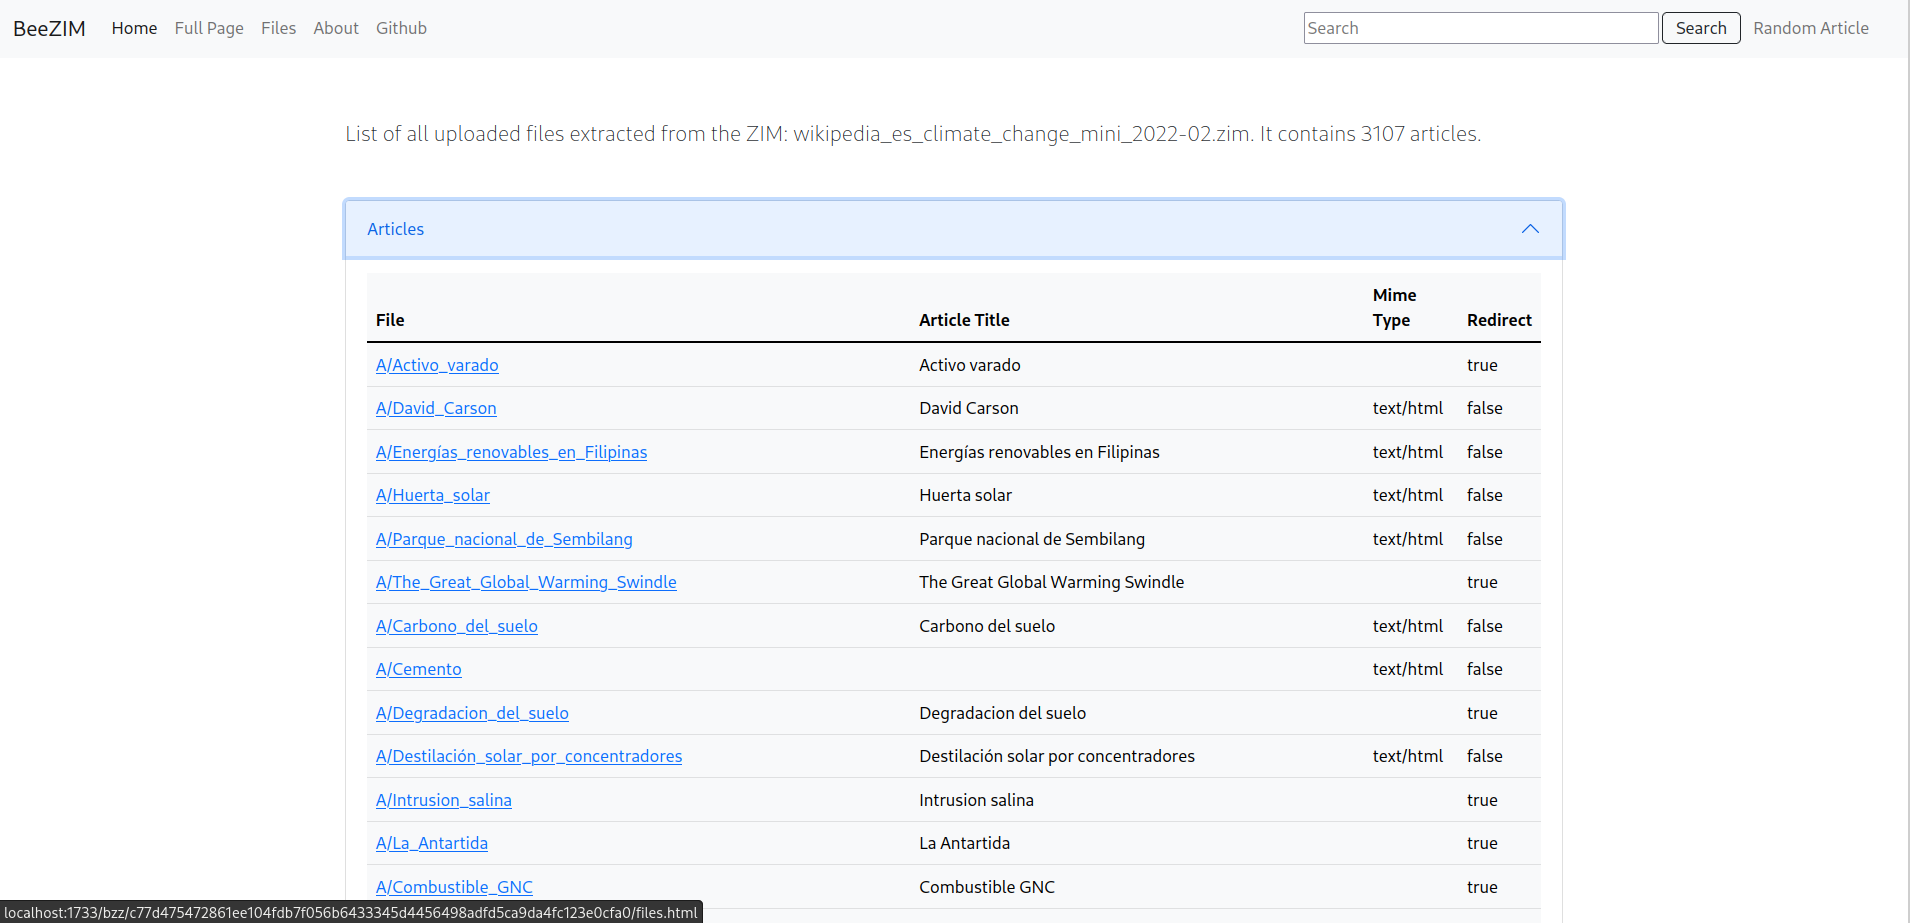 BeeZIM Home Full Page Files About Github Search Search Random Article
List of all uploaded files extracted from the ZIM: wikipedia_es_climate_change_mini_2022-02.zim. It contains 3107 articles.
Articles
File Article Title Mime Type Redirect
A/Activo_varado Activo varado true
A/David_Carson David Carson text/html false
A/Energías_renovables_en_Filipinas Energías renovables en Filipinas text/html false
A/Huerta_solar Huerta solar text/html false
A/Parque_nacional_de_Sembilang Parque nacional de Sembilang text/html false
A/The_Great_Global_Warming_Swindle The Great Global Warming Swindle true
A/Carbono_del_suelo Carbono del suelo text/html false
A/Cemento text/html false
A/Degradacion_del_suelo Degradacion del suelo true
A/Destilación_solar_por_concentradores Destilación solar por concentradores text/html false
A/Intrusion_salina Intrusion salina true
A/La_Antartida La Antartida true
A/Combustible_GNC Combustible GNC true
localhost:1733/bzz/c77d475472861ee104fdb7f056b6433345d4456498adfd5ca9da4fc123e0cfa0/files.html